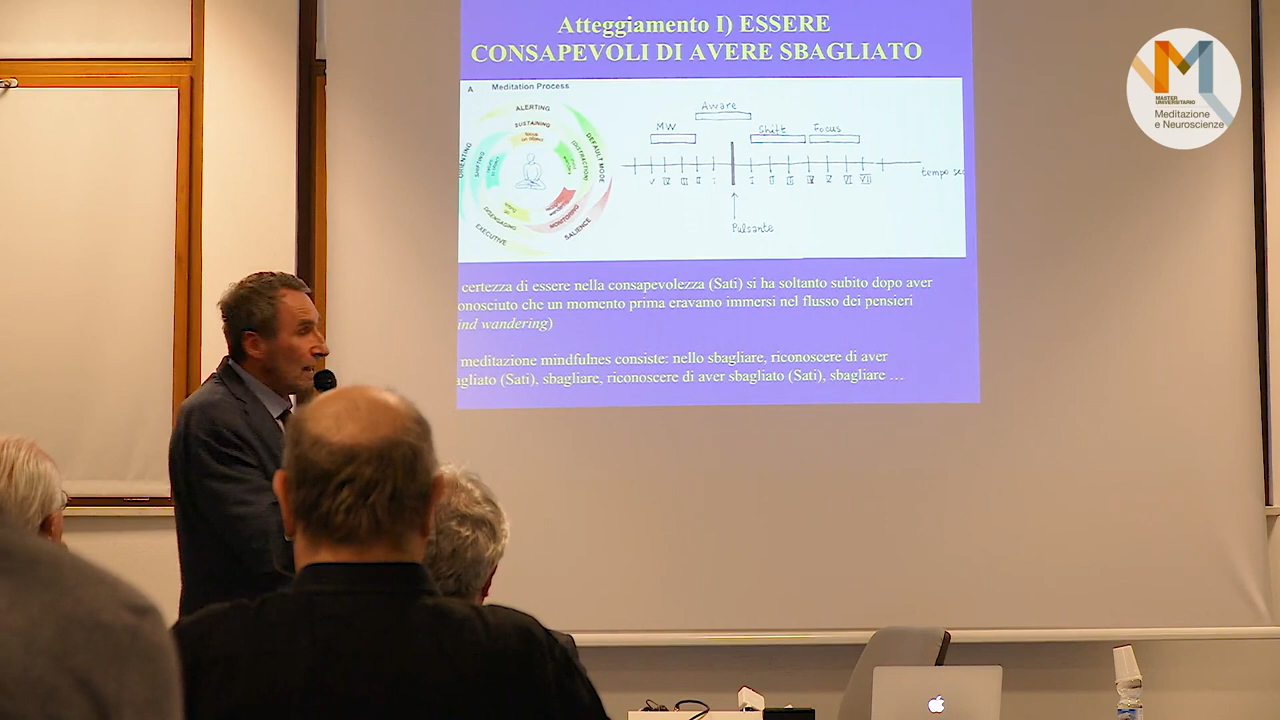 Atteggiamento I) ESSERE
CONSAPEVOLI DI AVERE SBAGLIATO
A Meditation Process
ALERTING
SUSTAINING
DEFAULT MODE
DISTRACTION
MONITORING
SALIENCE
DISENGAGING
EXECUTIVE
SHIFTING
MW
Aware
Shift
Focus
tempo
Pulsante
certezza di essere nella consapevolezza (Sati) si ha soltanto subito dopo aver
onosciuto che un momento prima eravamo immersi nel flusso dei pensieri
ind wandering)
meditazione mindfulnes consiste: nello sbagliare, riconoscere di aver
agliato (Sati), sbagliare, riconoscere di aver sbagliato (Sati), sbagliare …
M
MASTER
UNIVERSITARIO
Meditazione
e Neuroscienze